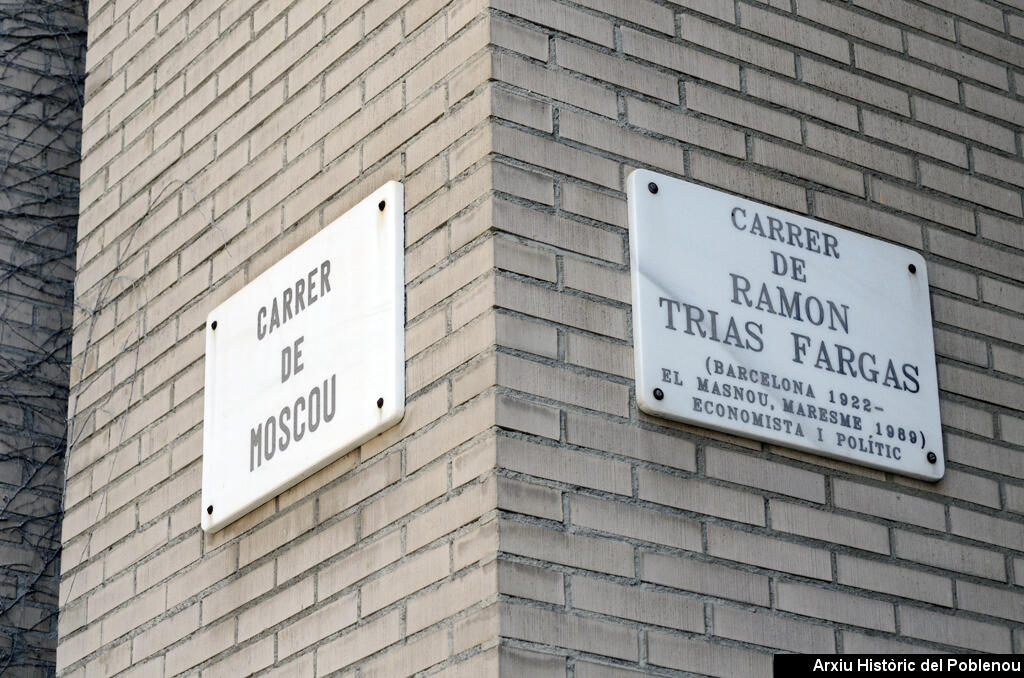 CARRER
DE
MOSCOU
CARRER
DE
RAMON
TRIAS FARGAS
(BARCELONA 1922-
EL MASNOU, MARESME 1989)
ECONOMISTA I POLÍTIC
Arxiu Històric del Poblenou